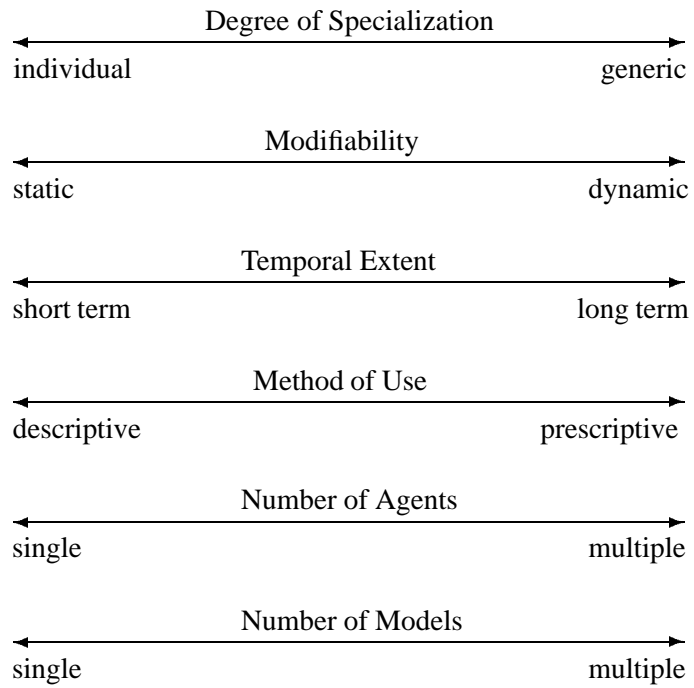 Degree of Specialization
individual generic
Modifiability
static dynamic
Temporal Extent
short term long term
Method of Use
descriptive prescriptive
Number of Agents
single multiple
Number of Models
single multiple